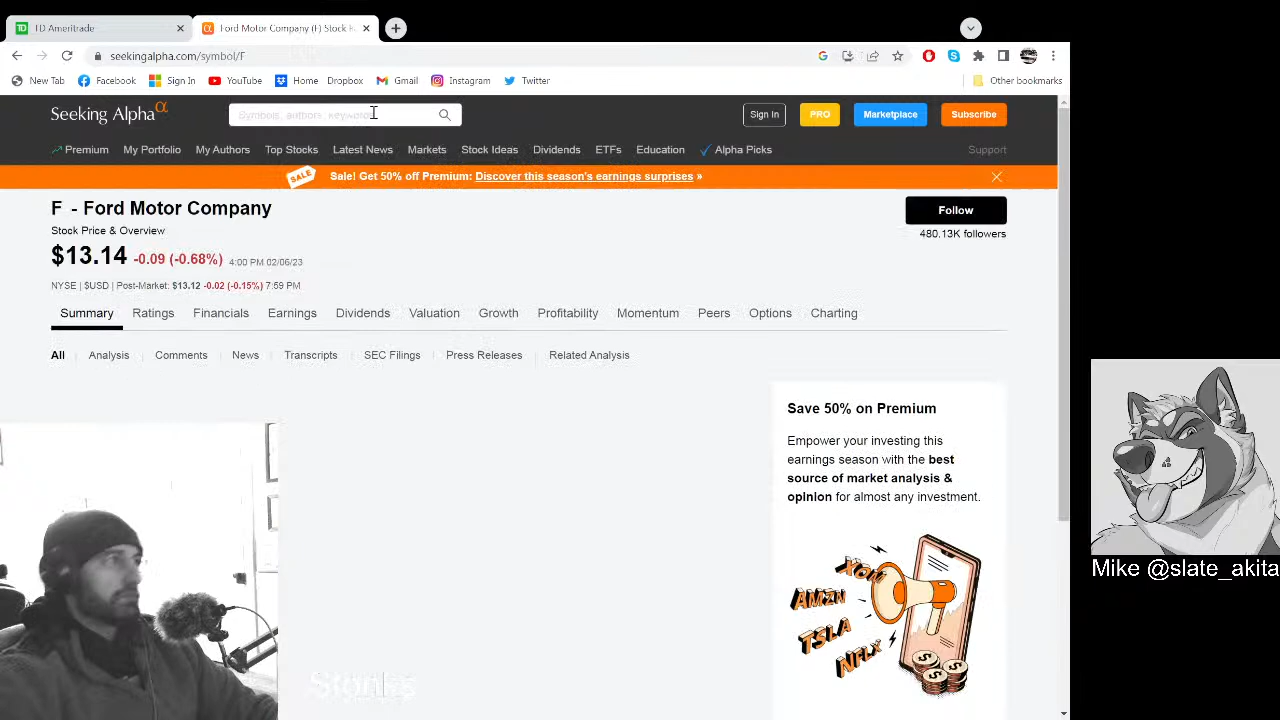 TD Ameritrade
Ford Motor Company (F) Stock
seekingalpha.com/symbol/F
New Tab Facebook Sign In YouTube Home Dropbox Gmail Instagram Twitter Other bookmarks
Seeking Alpha α
Symbols, authors, keywords
Sign In PRO Marketplace Subscribe
Premium My Portfolio My Authors Top Stocks Latest News Markets Stock Ideas Dividends ETFs Education Alpha Picks Support
SALE Sale! Get 50% off Premium: Discover this season's earnings surprises »
F - Ford Motor Company
Follow
Stock Price & Overview
480.13K followers
$13.14 -0.09 (-0.68%) 4:00 PM 02/06/23
NYSE | $USD | Post-Market: $13.12 -0.02 (-0.15%) 7:59 PM
Summary Ratings Financials Earnings Dividends Valuation Growth Profitability Momentum Peers Options Charting
All Analysis Comments News Transcripts SEC Filings Press Releases Related Analysis
Save 50% on Premium
Empower your investing this
earnings season with the best
source of market analysis &
opinion for almost any investment.
XOM
AMZN
TSLA
NFLX
Mike @slate_akita
Stonks